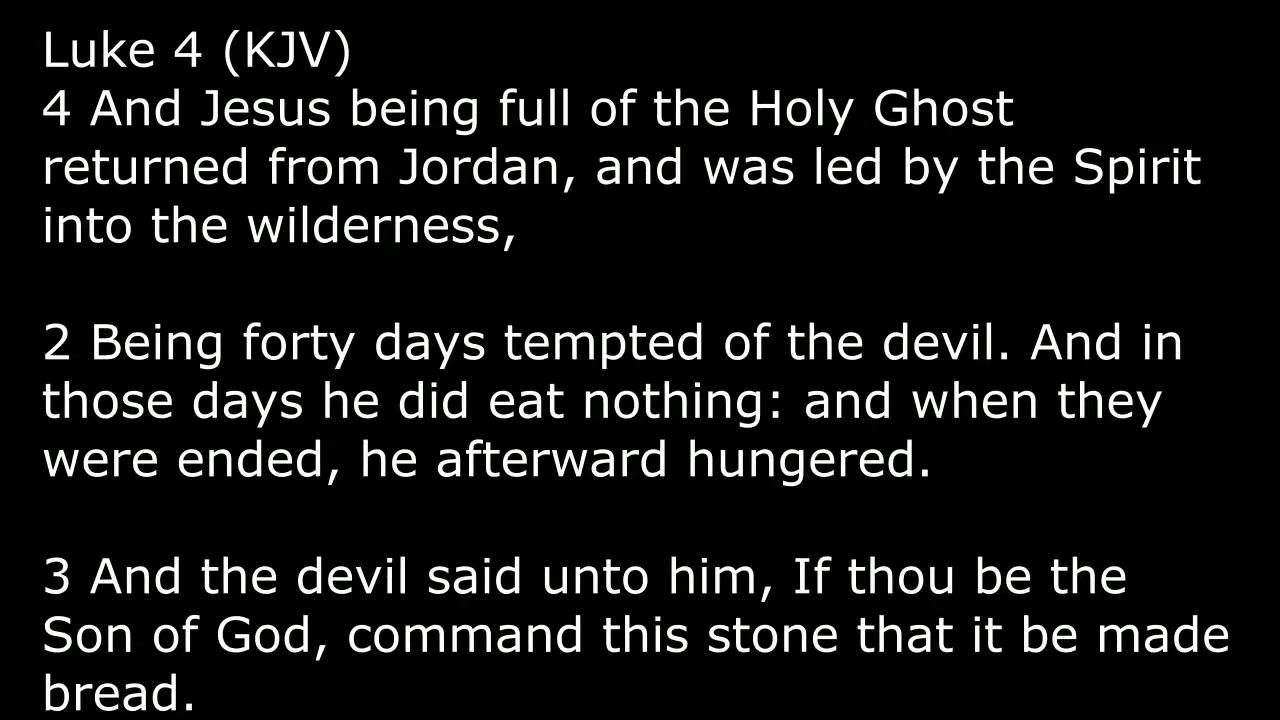 Luke 4 (KJV)
4 And Jesus being full of the Holy Ghost
returned from Jordan, and was led by the Spirit
into the wilderness,
2 Being forty days tempted of the devil. And in
those days he did eat nothing: and when they
were ended, he afterward hungered.
3 And the devil said unto him, If thou be the
Son of God, command this stone that it be made
bread.